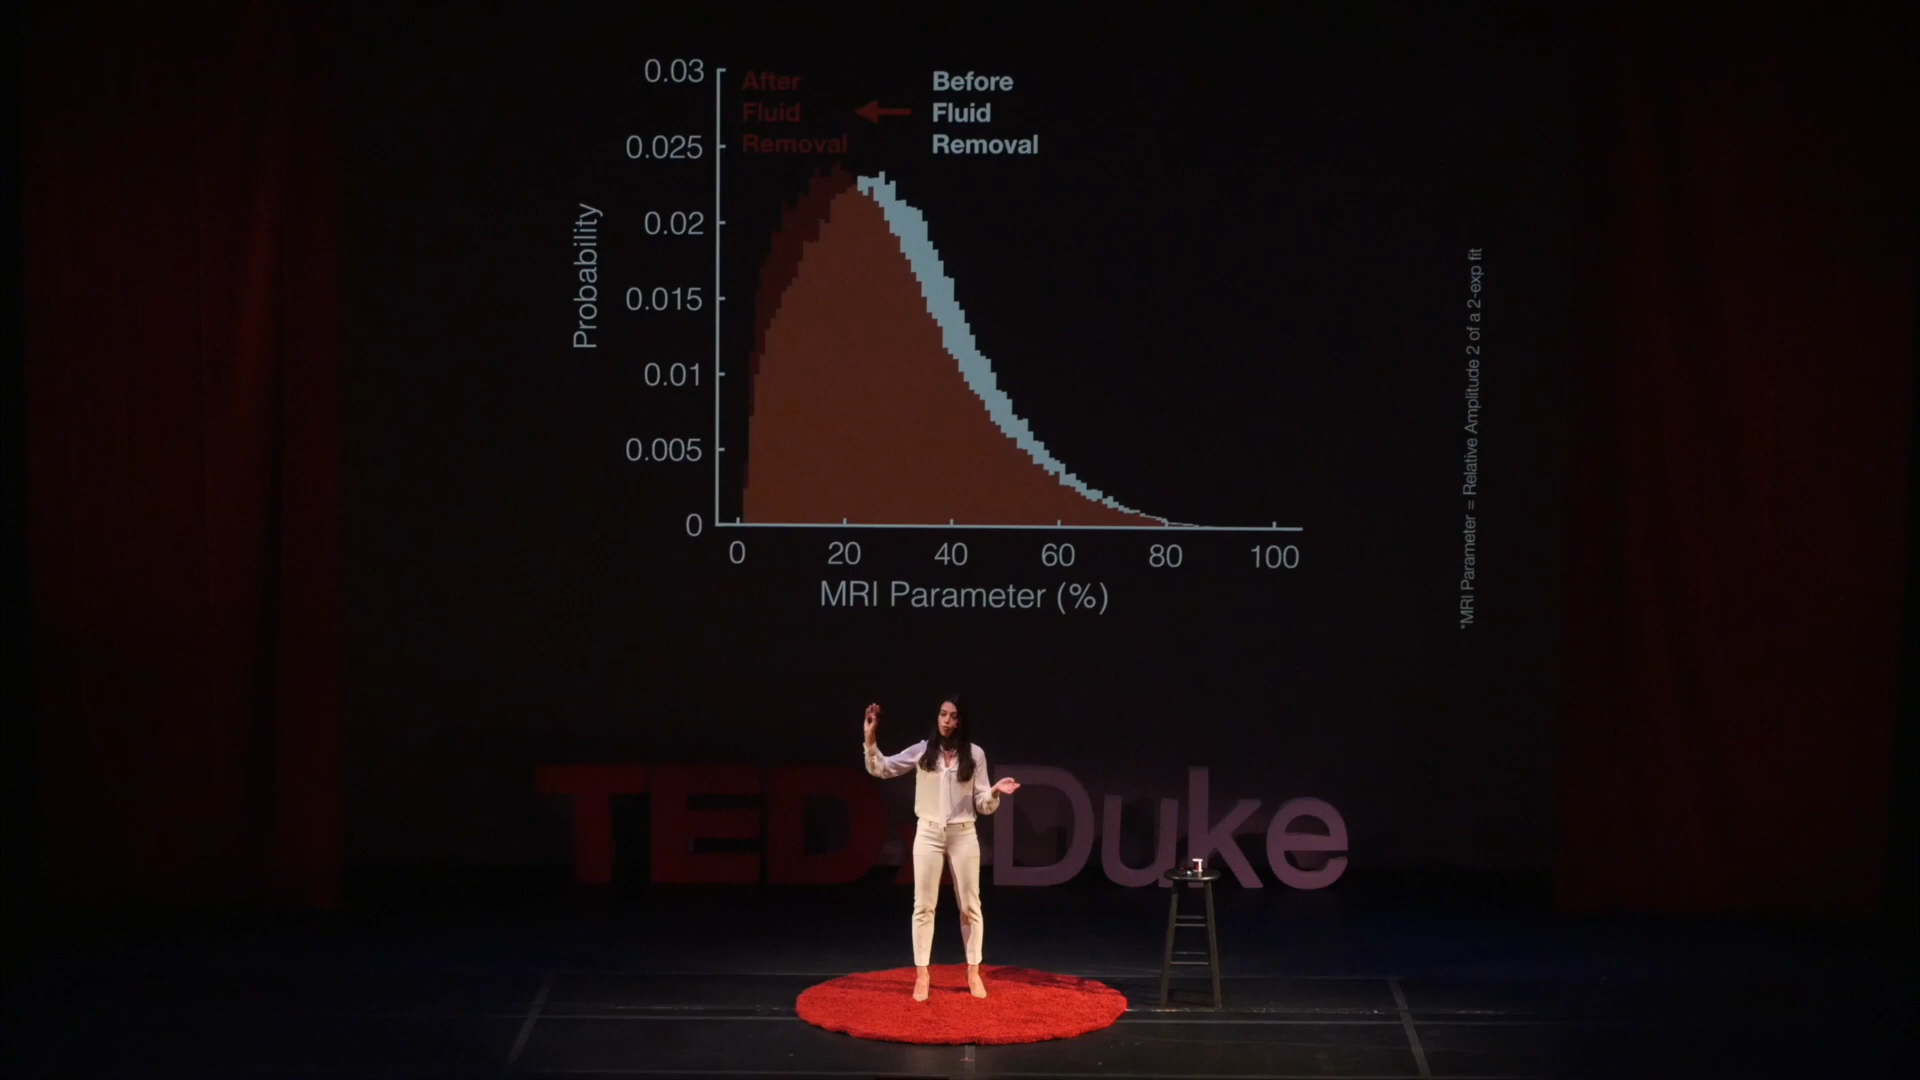 0.03
0.025
0.02
0.015
0.01
0.005
0
After
Fluid
Removal
Before
Fluid
Removal
Probability
0 20 40 60 80 100
MRI Parameter (%)
*MRI Parameter = Relative Amplitude 2 of a 2-exp fit
TEDxDuke